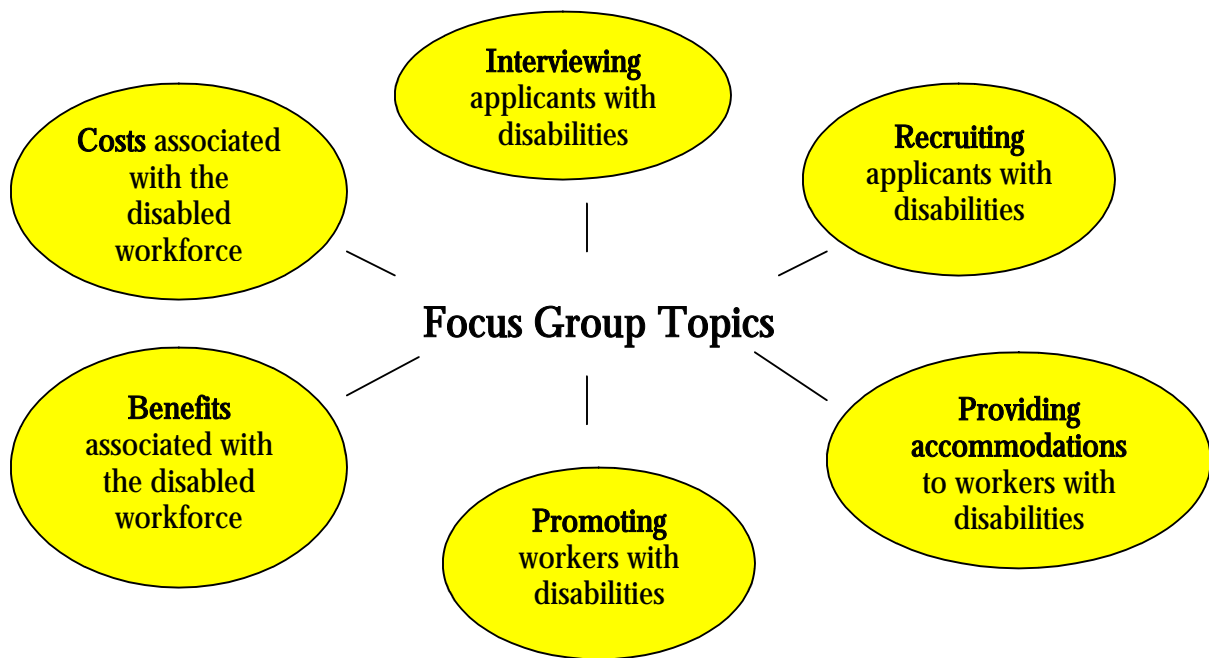 Interviewing
applicants with
disabilities
Costs associated
with the
disabled
workforce
Recruiting
applicants with
disabilities
Focus Group Topics
Benefits
associated with
the disabled
workforce
Promoting
workers with
disabilities
Providing
accommodations
to workers with
disabilities